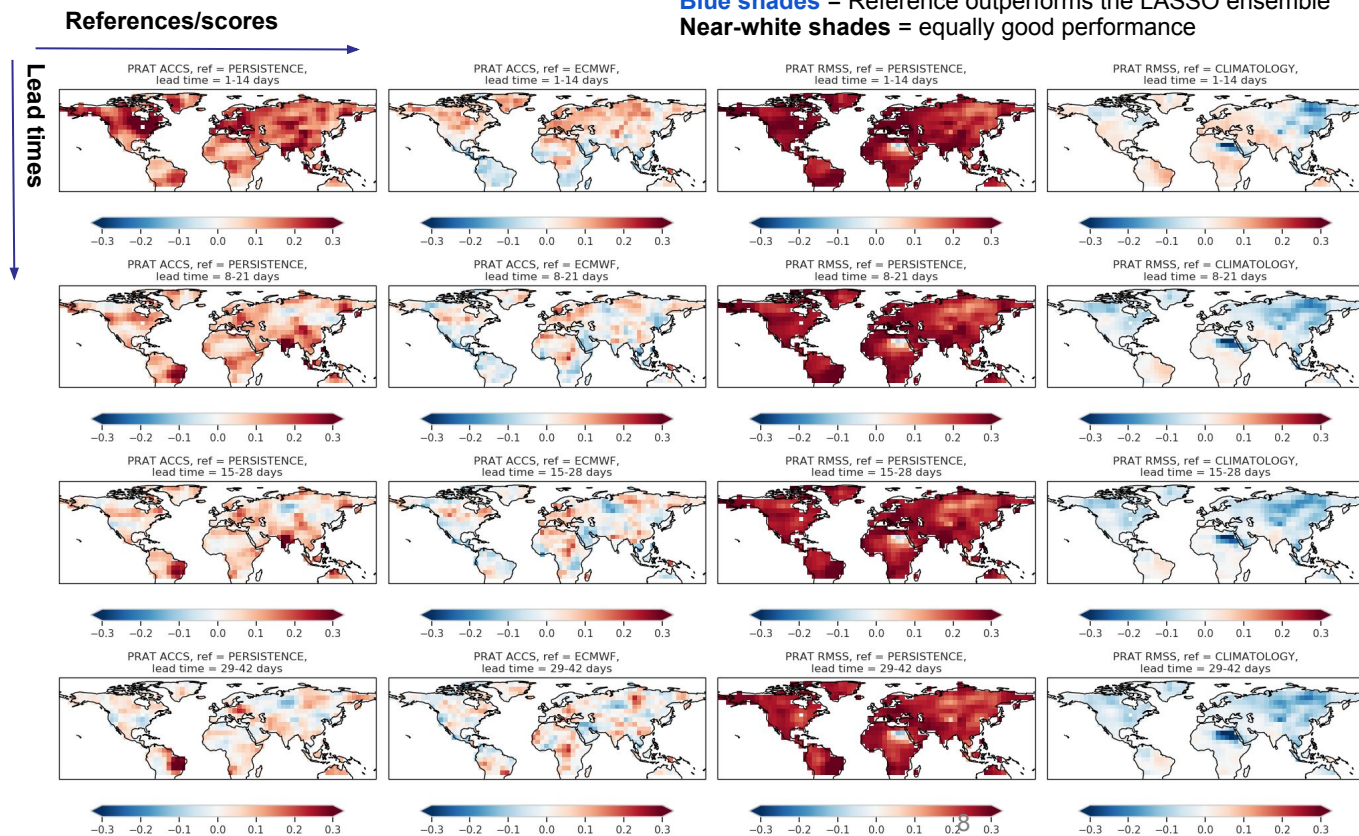 Blue shades = Reference outperforms the LASSO ensemble
References/scores
Near-white shades = equally good performance
Lead times
PRAT ACCS, ref = PERSISTENCE,
lead time = 1-14 days
PRAT ACCS, ref = ECMWF,
lead time = 1-14 days
PRAT RMSS, ref = PERSISTENCE,
lead time = 1-14 days
PRAT RMSS, ref = CLIMATOLOGY,
lead time = 1-14 days
−0.3 −0.2 −0.1 0.0 0.1 0.2 0.3
−0.3 −0.2 −0.1 0.0 0.1 0.2 0.3
−0.3 −0.2 −0.1 0.0 0.1 0.2 0.3
−0.3 −0.2 −0.1 0.0 0.1 0.2 0.3
PRAT ACCS, ref = PERSISTENCE,
lead time = 8-21 days
PRAT ACCS, ref = ECMWF,
lead time = 8-21 days
PRAT RMSS, ref = PERSISTENCE,
lead time = 8-21 days
PRAT RMSS, ref = CLIMATOLOGY,
lead time = 8-21 days
−0.3 −0.2 −0.1 0.0 0.1 0.2 0.3
−0.3 −0.2 −0.1 0.0 0.1 0.2 0.3
−0.3 −0.2 −0.1 0.0 0.1 0.2 0.3
−0.3 −0.2 −0.1 0.0 0.1 0.2 0.3
PRAT ACCS, ref = PERSISTENCE,
lead time = 15-28 days
PRAT ACCS, ref = ECMWF,
lead time = 15-28 days
PRAT RMSS, ref = PERSISTENCE,
lead time = 15-28 days
PRAT RMSS, ref = CLIMATOLOGY,
lead time = 15-28 days
−0.3 −0.2 −0.1 0.0 0.1 0.2 0.3
−0.3 −0.2 −0.1 0.0 0.1 0.2 0.3
−0.3 −0.2 −0.1 0.0 0.1 0.2 0.3
−0.3 −0.2 −0.1 0.0 0.1 0.2 0.3
PRAT ACCS, ref = PERSISTENCE,
lead time = 29-42 days
PRAT ACCS, ref = ECMWF,
lead time = 29-42 days
PRAT RMSS, ref = PERSISTENCE,
lead time = 29-42 days
PRAT RMSS, ref = CLIMATOLOGY,
lead time = 29-42 days
−0.3 −0.2 −0.1 0.0 0.1 0.2 0.3
−0.3 −0.2 −0.1 0.0 0.1 0.2 0.3
−0.3 −0.2 −0.1 0.0 0.1 0.2 0.3
−0.3 −0.2 −0.1 0.0 0.1 0.2 0.3
8